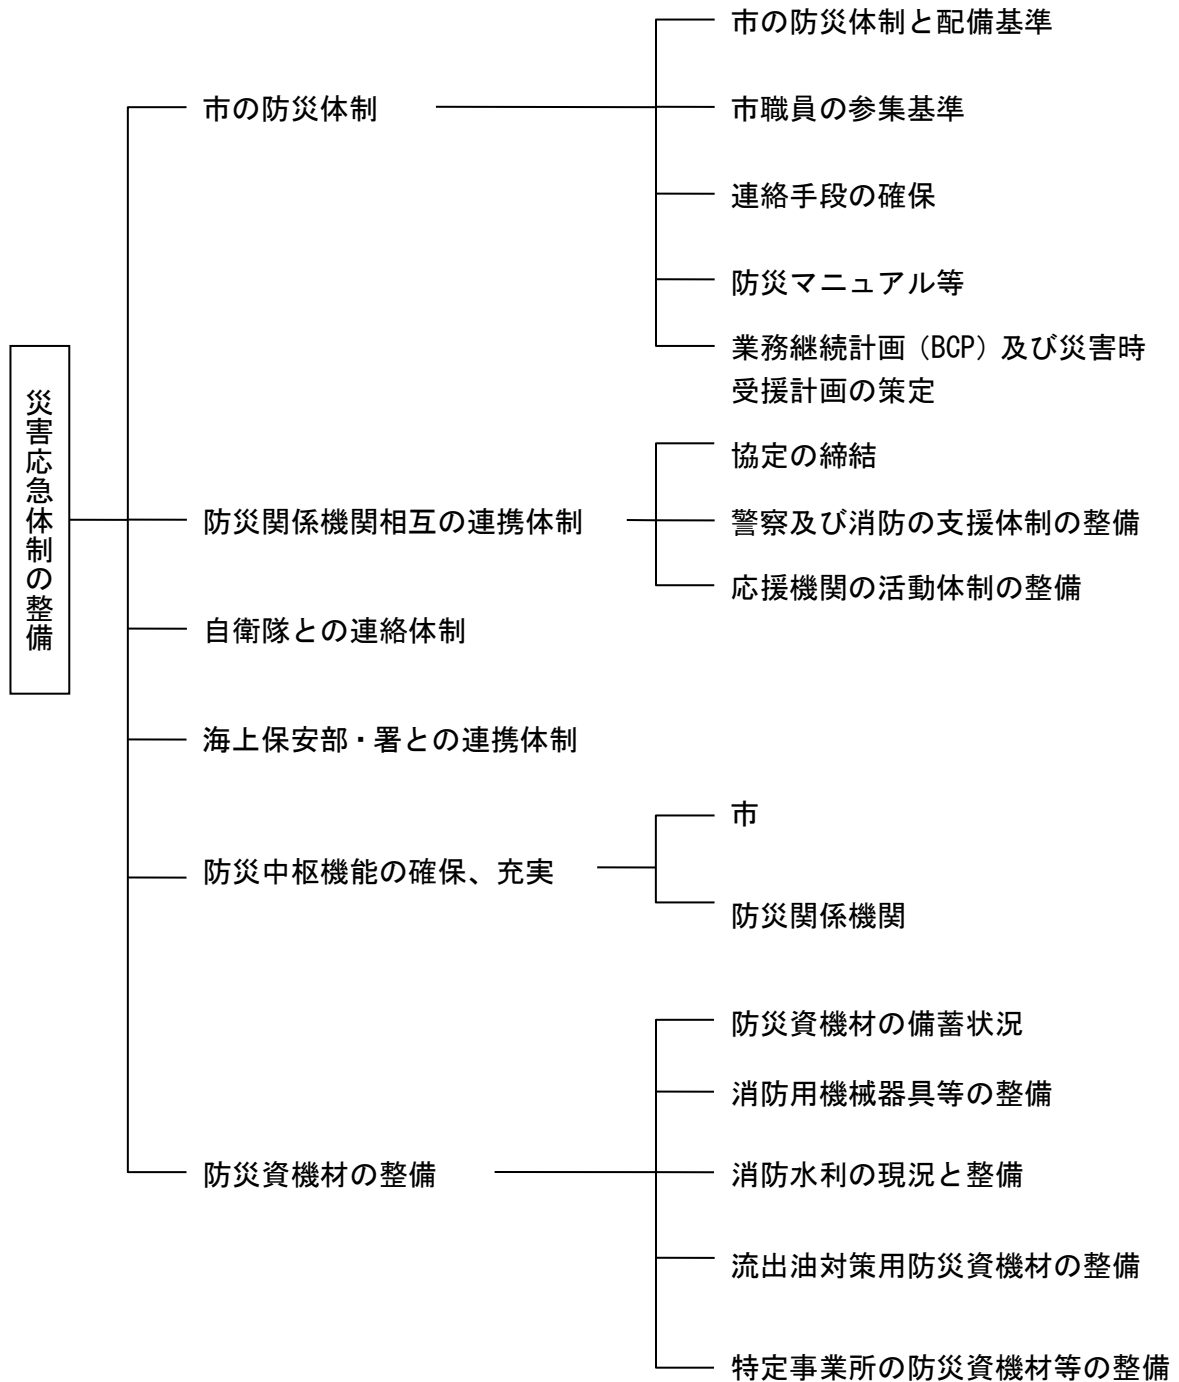 災害応急体制の整備
市の防災体制
市の防災体制と配備基準
市職員の参集基準
連絡手段の確保
防災マニュアル等
業務継続計画（BCP）及び災害時
受援計画の策定
防災関係機関相互の連携体制
協定の締結
警察及び消防の支援体制の整備
応援機関の活動体制の整備
自衛隊との連絡体制
海上保安部・署との連携体制
防災中枢機能の確保、充実
市
防災関係機関
防災資機材の整備
防災資機材の備蓄状況
消防用機械器具等の整備
消防水利の現況と整備
流出油対策用防災資機材の整備
特定事業所の防災資機材等の整備